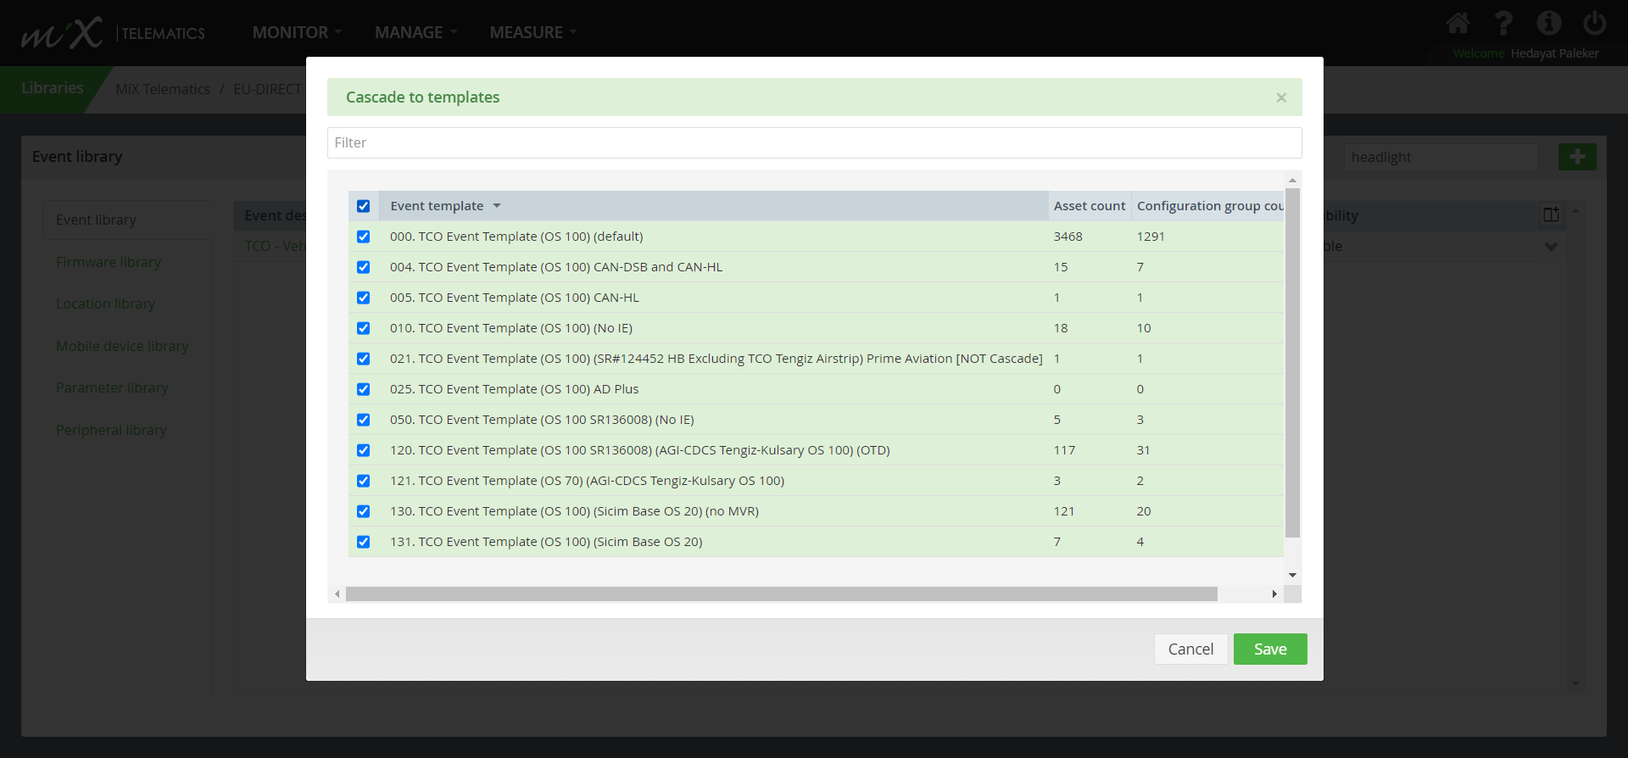 mix TELEMATICS
MONITOR MANAGE MEASURE
Welcome Hedayat Paleker
Libraries MiX Telematics / EU-DIRECT
Cascade to templates ×
Filter
Event library headlight
Event template Asset count Configuration group cou
Event library
Firmware library
Location library
Mobile device library
Parameter library
Peripheral library
Event des
TCO - Veh
bility
ble
000. TCO Event Template (OS 100) (default) 3468 1291
004. TCO Event Template (OS 100) CAN-DSB and CAN-HL 15 7
005. TCO Event Template (OS 100) CAN-HL 1 1
010. TCO Event Template (OS 100) (No IE) 18 10
021. TCO Event Template (OS 100) (SR#124452 HB Excluding TCO Tengiz Airstrip) Prime Aviation [NOT Cascade] 1 1
025. TCO Event Template (OS 100) AD Plus 0 0
050. TCO Event Template (OS 100 SR136008) (No IE) 5 3
120. TCO Event Template (OS 100 SR136008) (AGI-CDCS Tengiz-Kulsary OS 100) (OTD) 117 31
121. TCO Event Template (OS 70) (AGI-CDCS Tengiz-Kulsary OS 100) 3 2
130. TCO Event Template (OS 100) (Sicim Base OS 20) (no MVR) 121 20
131. TCO Event Template (OS 100) (Sicim Base OS 20) 7 4
Cancel Save